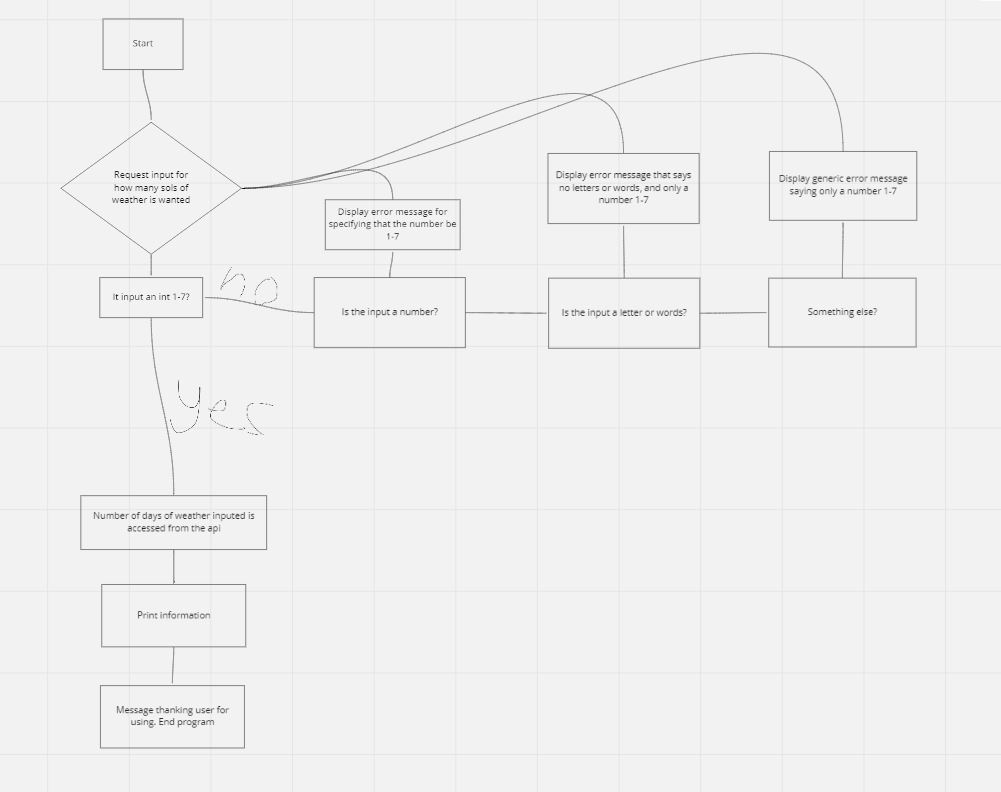 Start
Request input for
how many sols of
weather is wanted
Display error message for
specifying that the number be
1-7
Display error message that says
no letters or words, and only a
number 1-7
Display generic error message
saying only a number 1-7
It input an int 1-7?
no
Is the input a number?
Is the input a letter or words?
Something else?
yes
Number of days of weather inputed is
accessed from the api
Print information
Message thanking user for
using. End program